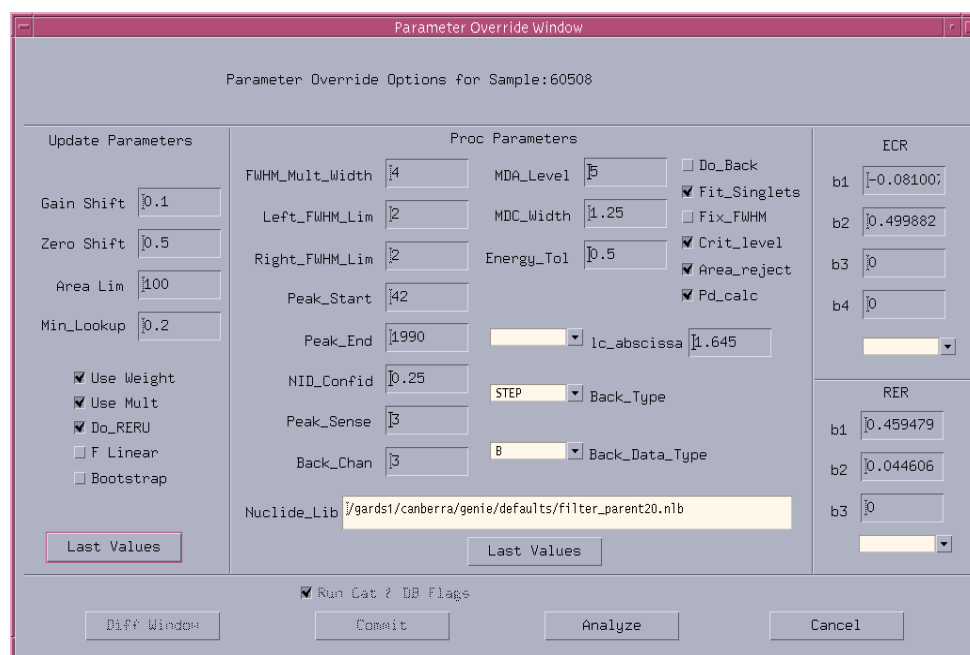 Parameter Override Window
Parameter Override Options for Sample:60508
Update Parameters
Gain Shift 0.1
Zero Shift 0.5
Area Lim 100
Min_Lookup 0.2
Use Weight
Use Mult
Do_RERU
F Linear
Bootstrap
Last Values
Proc Parameters
FWHM_Mult_Width 4
Left_FWHM_Lim 2
Right_FWHM_Lim 2
Peak_Start 42
Peak_End 1990
NID_Confid 0.25
Peak_Sense 3
Back_Chan 3
MDA_Level 5
MDC_Width 1.25
Energy_Tol 0.5
Do_Back
Fit_Singlets
Fix_FWHM
Crit_level
Area_reject
Pd_calc
lc_abscissa 1.645
STEP Back_Type
B Back_Data_Type
Nuclide_Lib /gards1/canberra/genie/defaults/filter_parent20.nlb
Last Values
ECR
b1 -0.081007
b2 0.499882
b3 0
b4 0
RER
b1 0.459479
b2 0.044606
b3 0
Run Cat ? DB Flags
Diff Window Commit Analyze Cancel